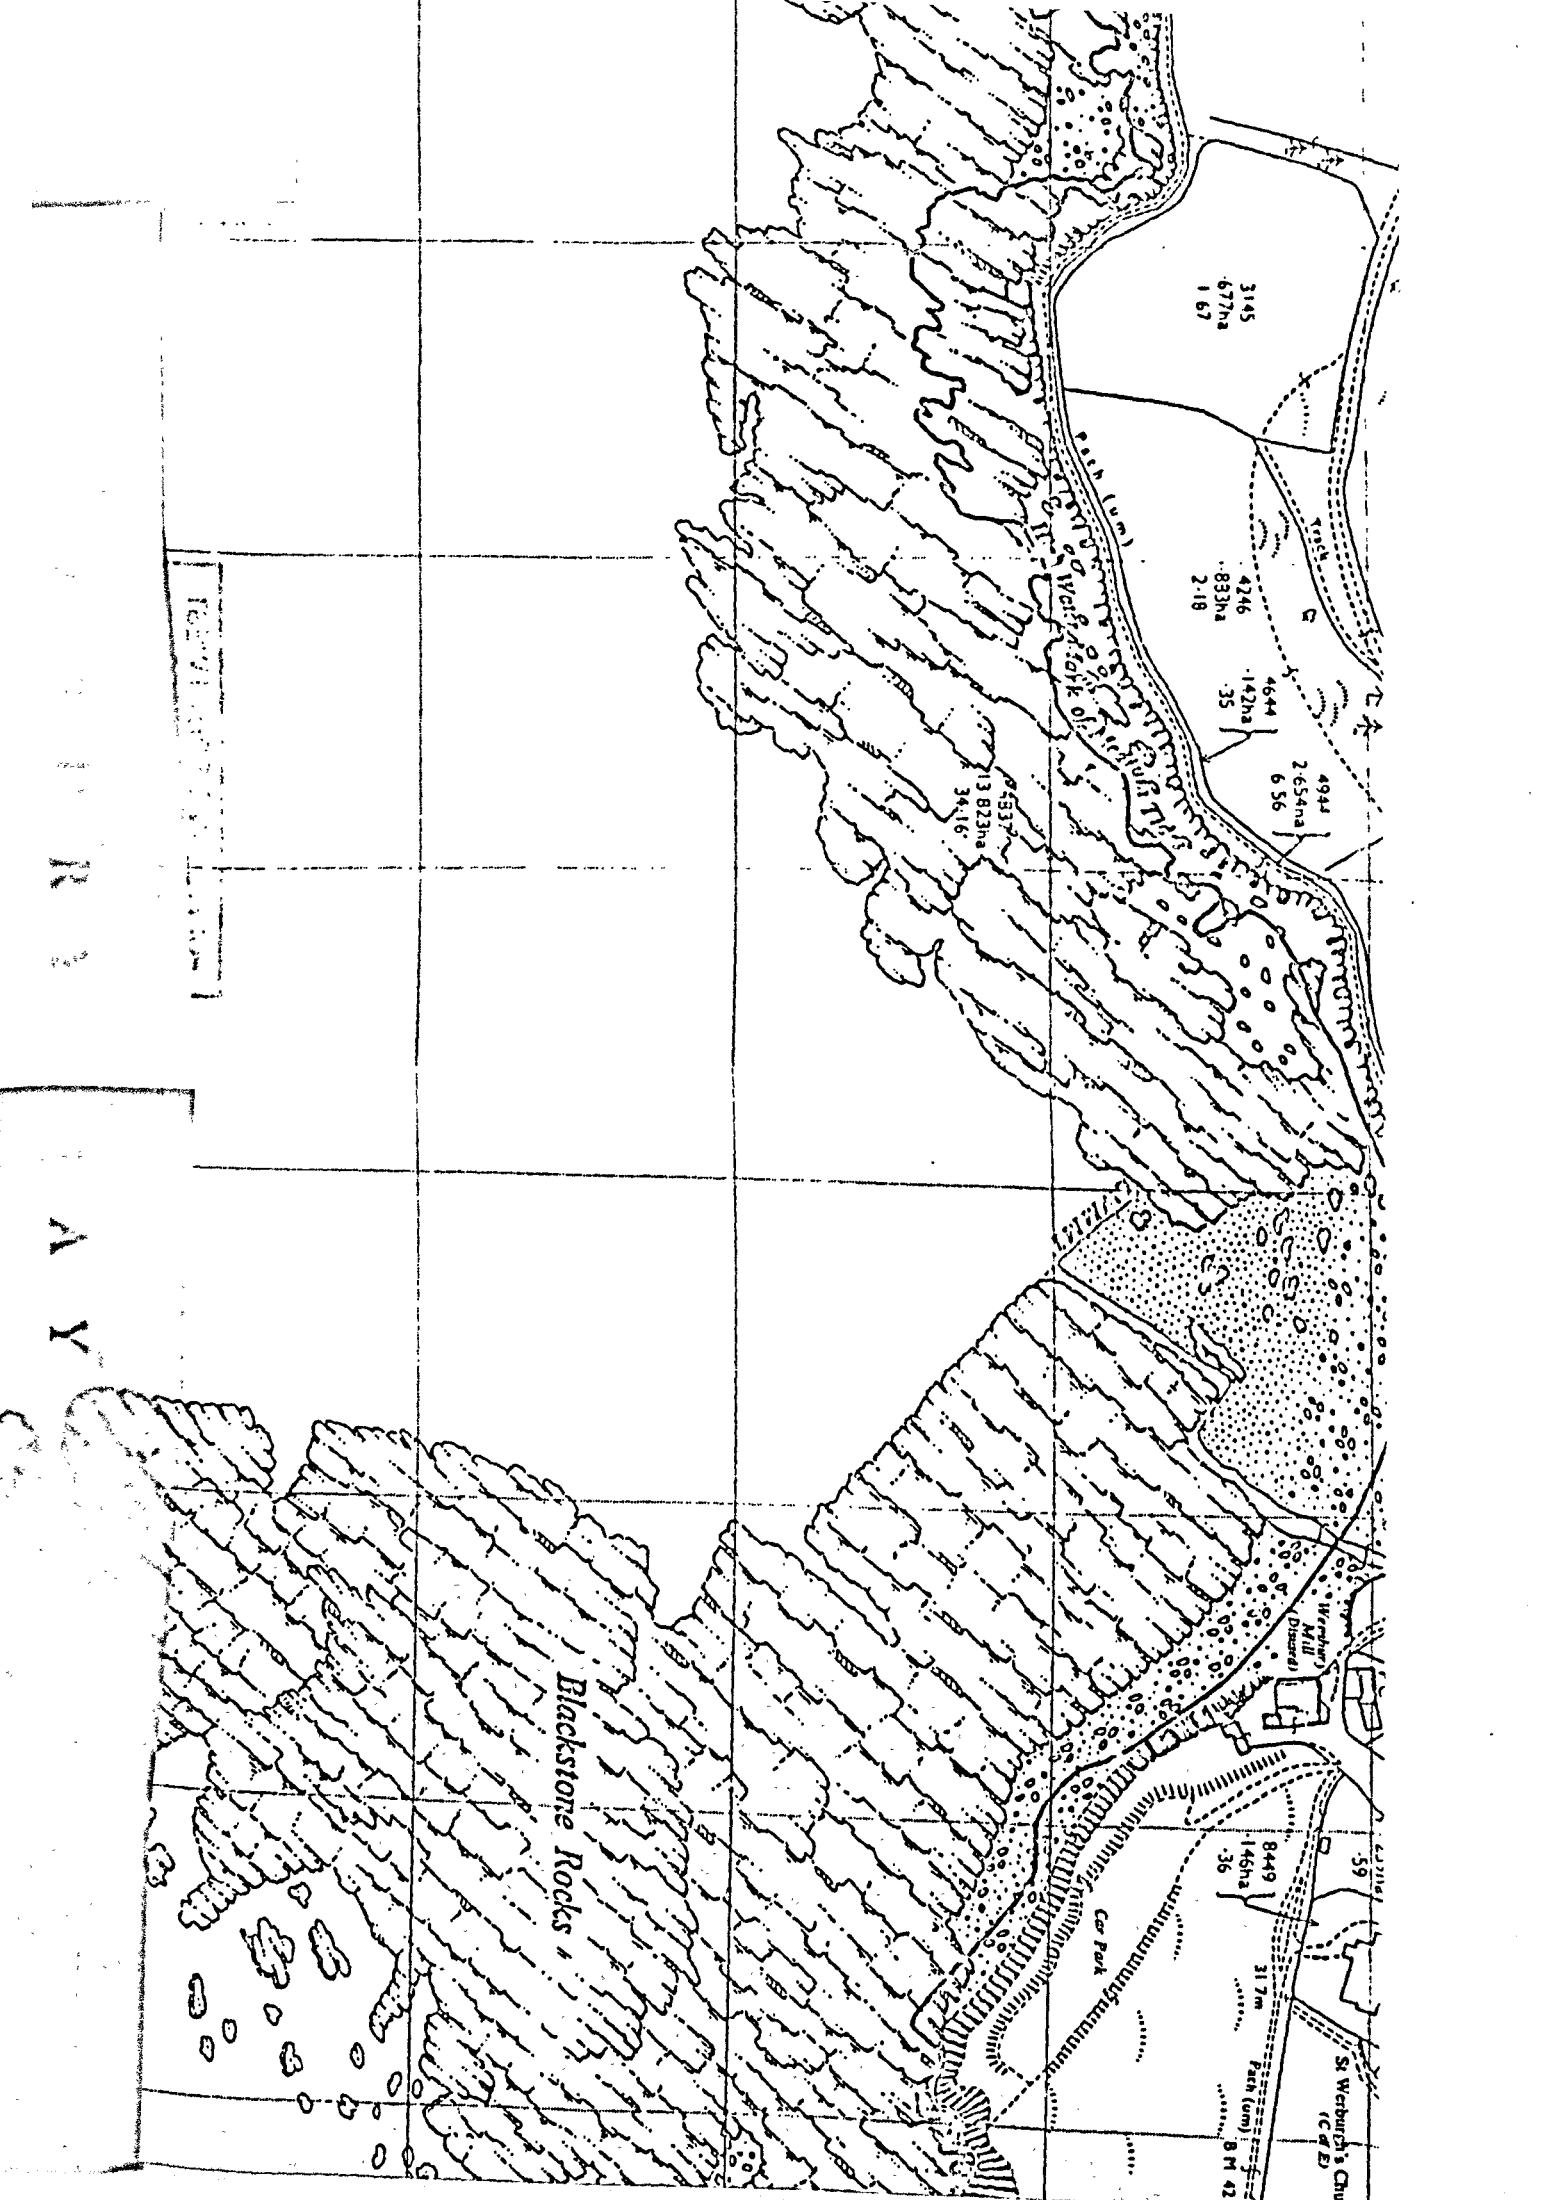 3145
·677ha
1·67
Path (um)
Track
4246
·883ha
2·18
4644
·142ha
·35
4944
2·654ha
6·56
13·823ha
34·16
Mill
(Disused)
Blackstone Rocks
Car Park
8449
·146ha
·36
·59
31·7m
Path (um)
B M 42
St Werburgh's Chu
(C of E)
R
A Y